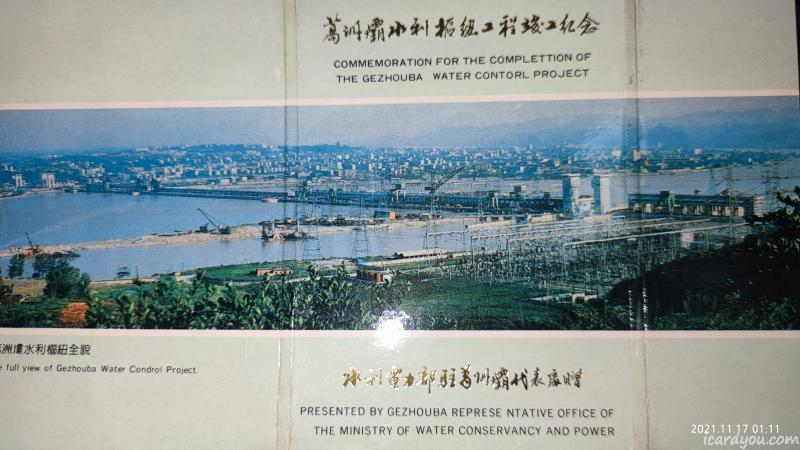 葛洲壩水利樞紐工程竣工纪念
COMMEMORATION FOR THE COMPLETTION OF
THE GEZHOUBA WATER CONTORL PROJECT
洲壩水利樞紐全貌
full view of Gezhouba Water Condrol Project.
水利电力部駐葛洲壩代表處赠
PRESENTED BY GEZHOUBA REPRESE NTATIVE OFFICE OF
THE MINISTRY OF WATER CONSERVANCY AND POWER
2021.11.17 01:11
icardyou.com